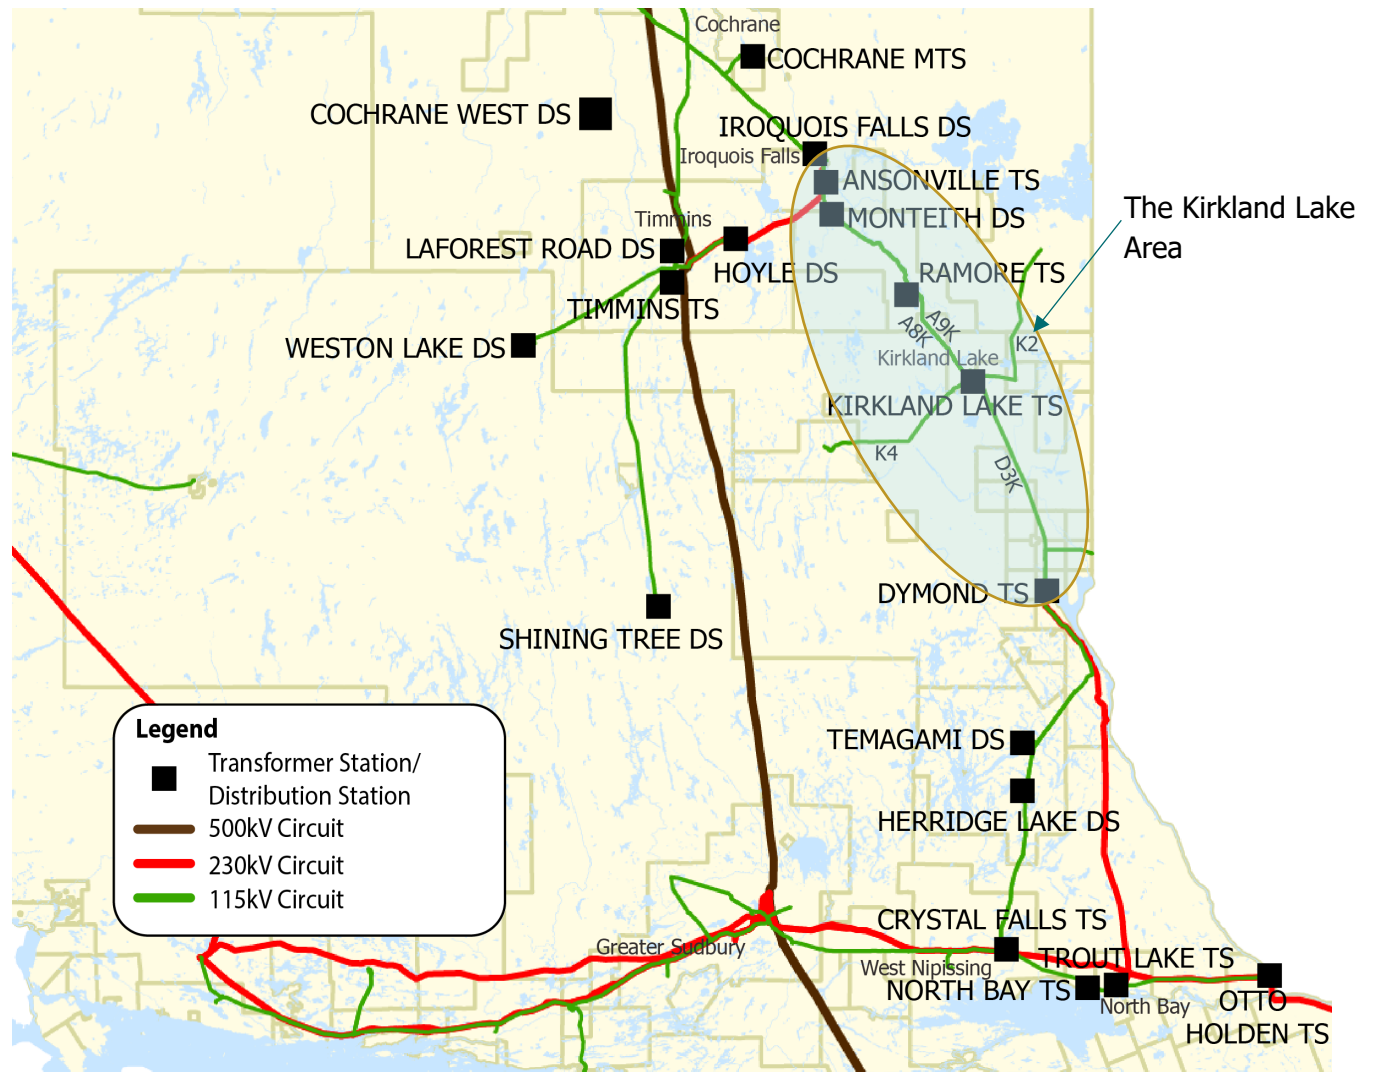 Cochrane
COCHRANE MTS
COCHRANE WEST DS
IROQUOIS FALLS DS
Iroquois Falls
ANSONVILLE TS
The Kirkland Lake
Area
Timmins
MONTEITH DS
LAFOREST ROAD DS
HOYLE DS
RAMORE TS
TIMMINS TS
A9K
A8K
K2
WESTON LAKE DS
Kirkland Lake
KIRKLAND LAKE TS
K4
D3K
DYMOND TS
SHINING TREE DS
Legend
Transformer Station/
Distribution Station
500kV Circuit
230kV Circuit
115kV Circuit
TEMAGAMI DS
HERRIDGE LAKE DS
CRYSTAL FALLS TS
Greater Sudbury
TROUT LAKE TS
West Nipissing
NORTH BAY TS
North Bay
OTTO
HOLDEN TS